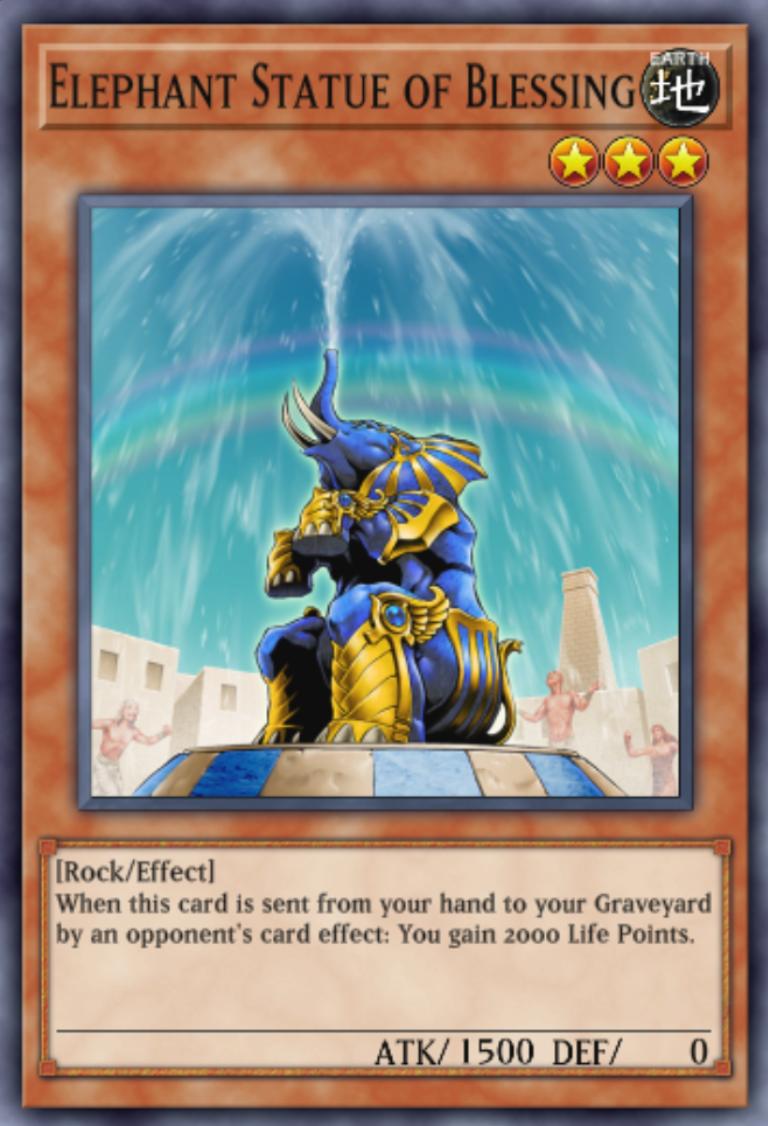 Elephant Statue of Blessing
EARTH
地
[Rock/Effect]
When this card is sent from your hand to your Graveyard
by an opponent's card effect: You gain 2000 Life Points.
ATK/ 1500 DEF/ 0